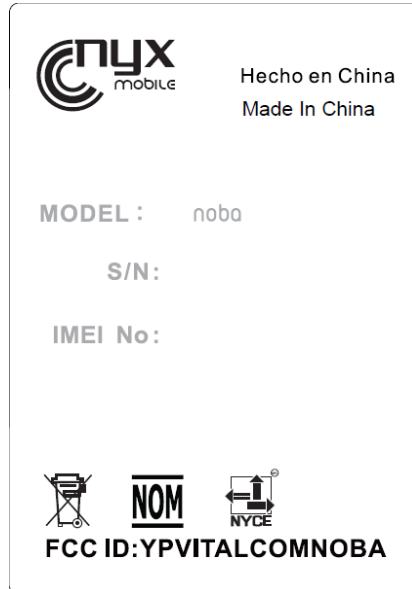 nyx
mobile
Hecho en China
Made In China
MODEL: noba
S/N:
IMEI No:
NOM
NYCE
FCC ID:YPVITALCOMNOBA